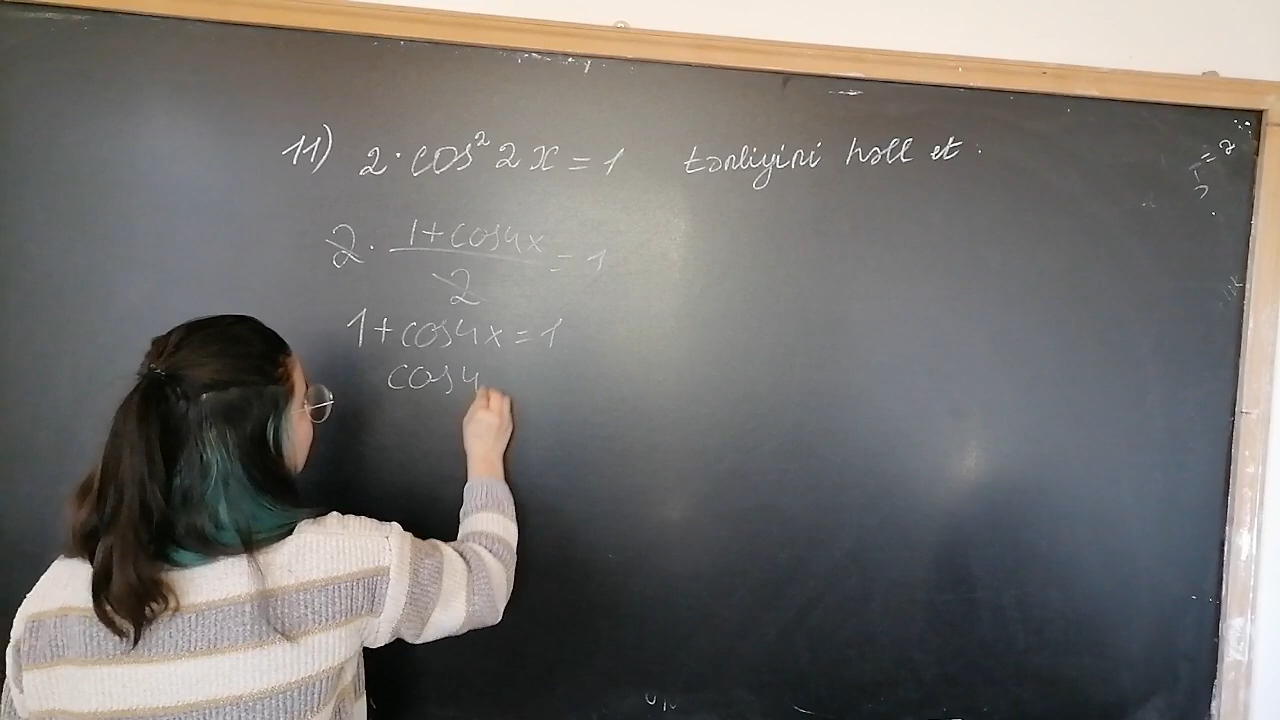 11) 2·cos² 2x = 1 tənliyini həll et.
2· (1+cos4x)/2 = 1
1+cos4x=1
cos4